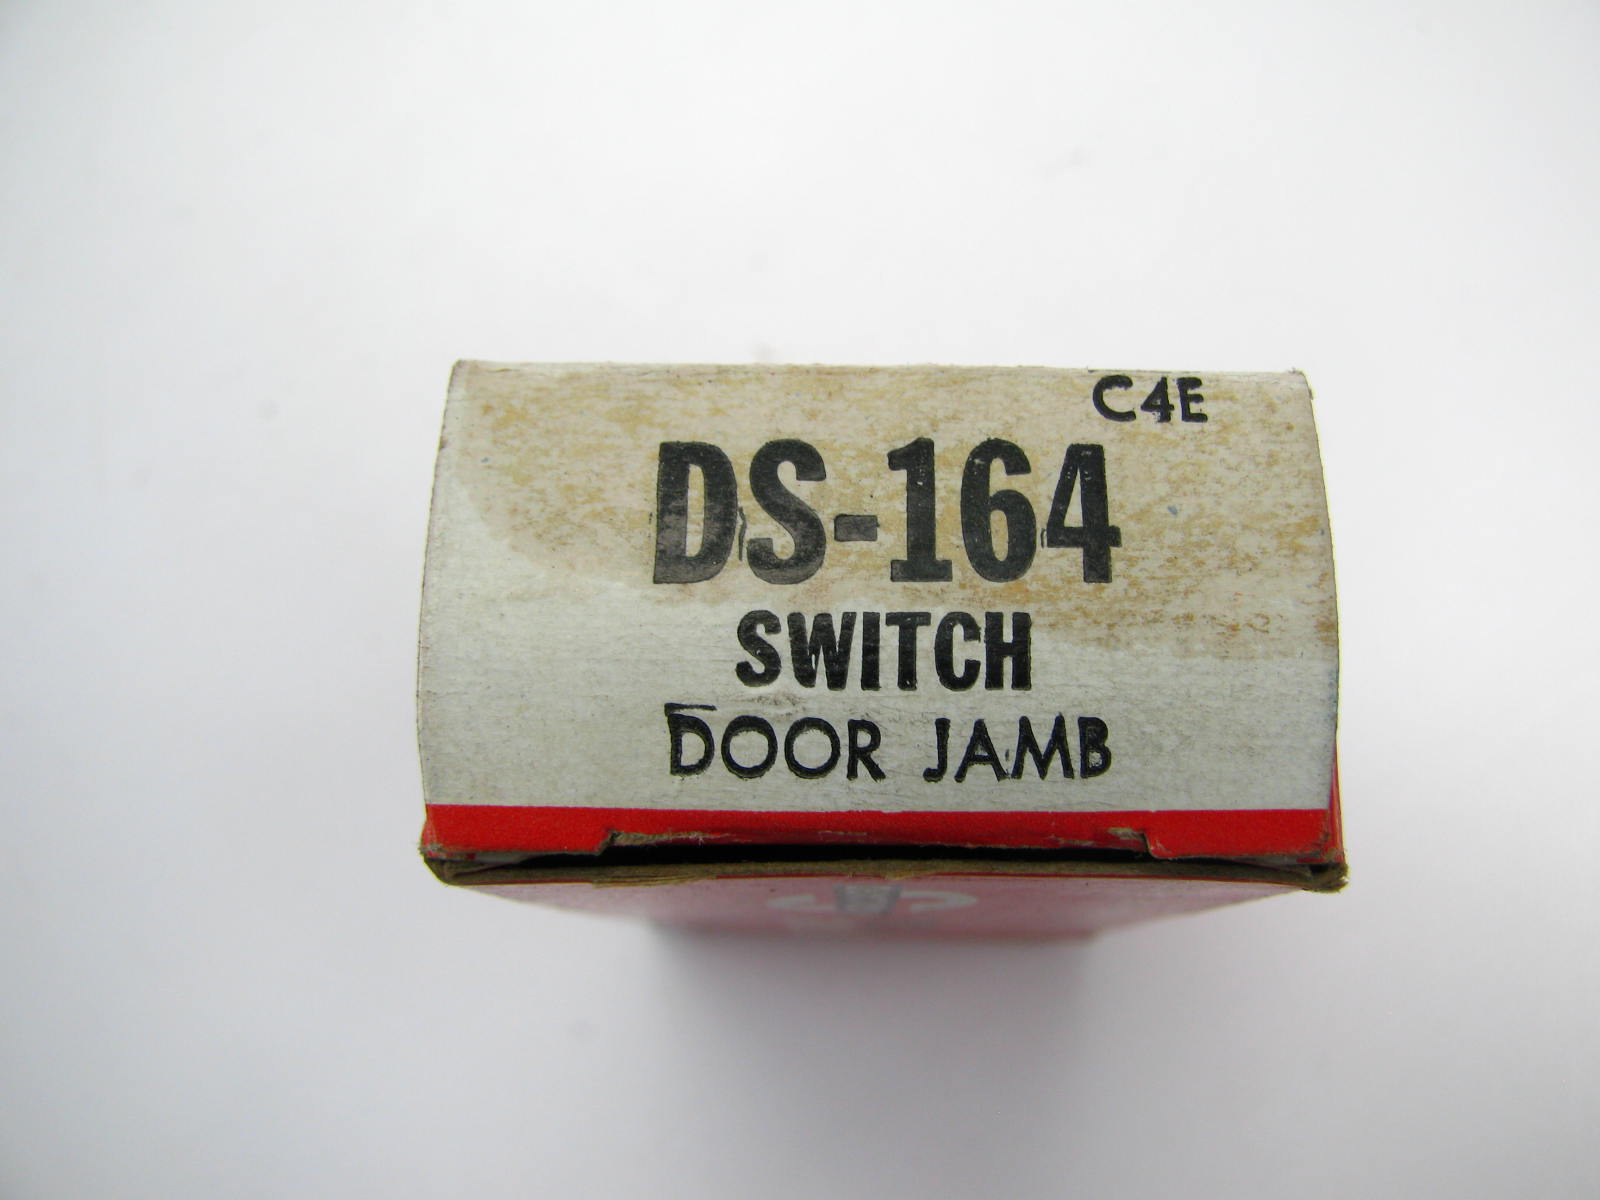 C4E
DS-164
SWITCH
DOOR JAMB